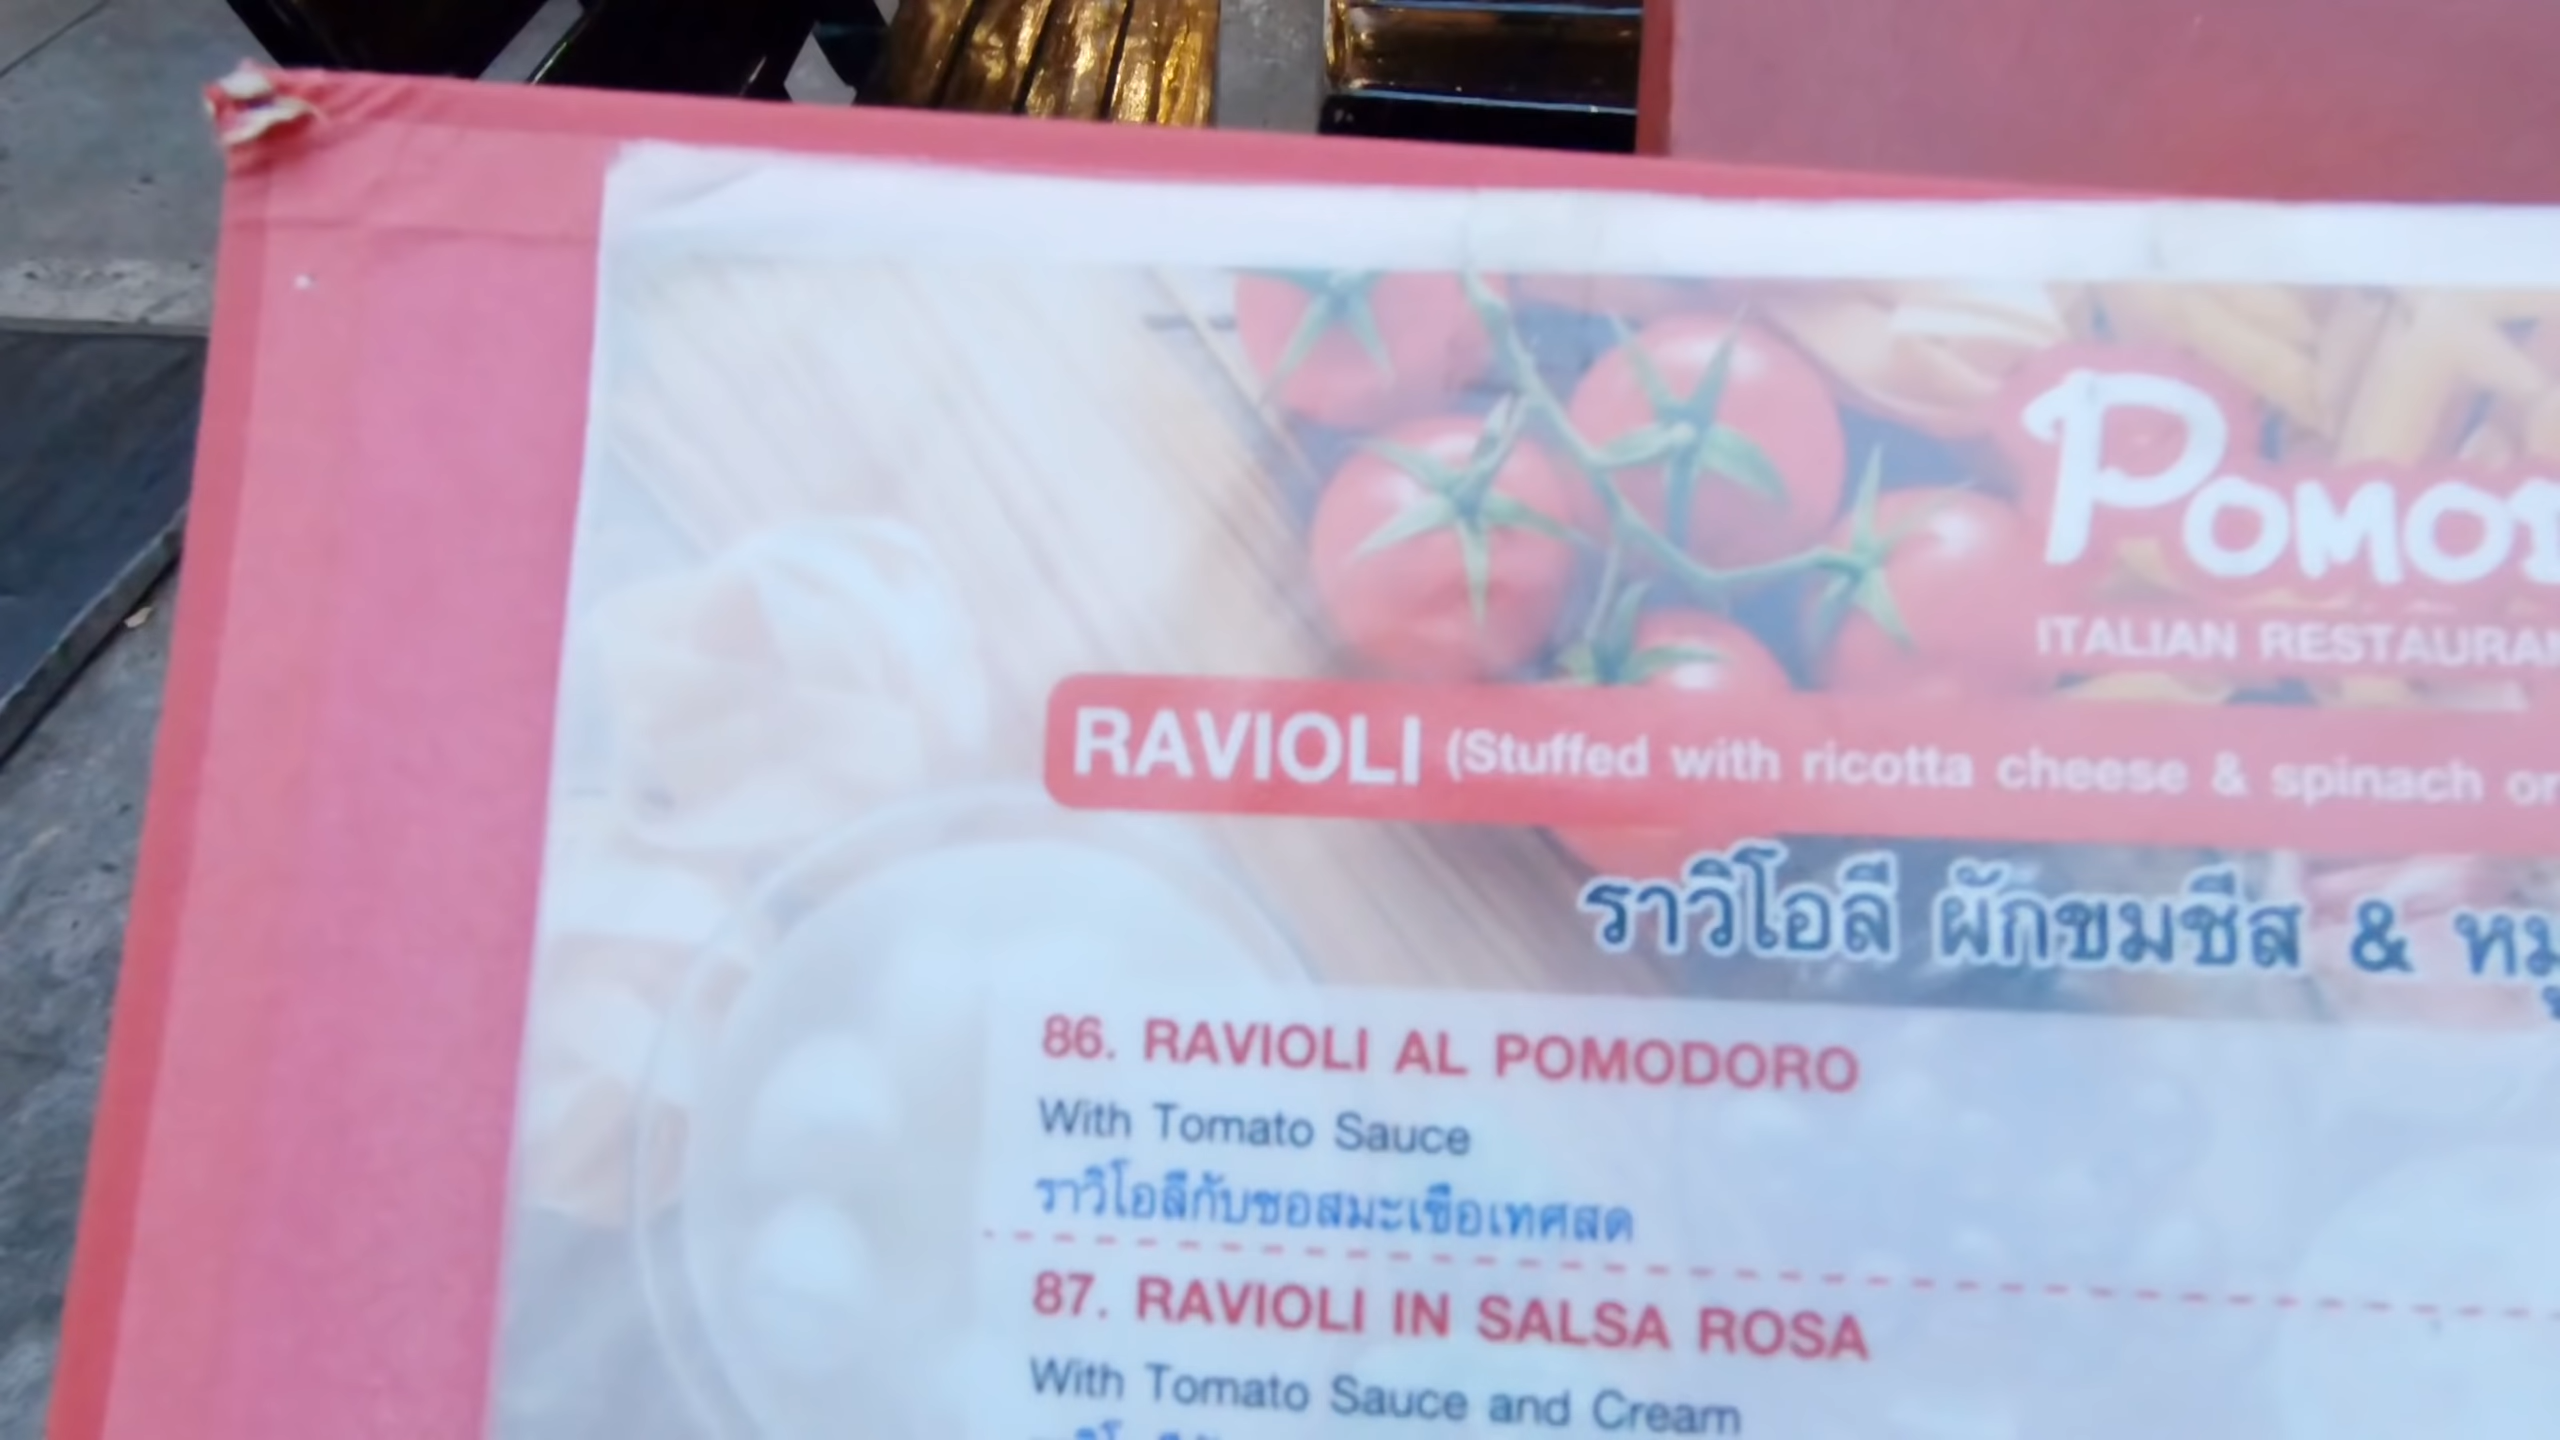 POMOD
ITALIAN RESTAURAN
RAVIOLI (Stuffed with ricotta cheese & spinach or
ราวิโอลี ผักขมชีส & หมู
86. RAVIOLI AL POMODORO
With Tomato Sauce
ราวิโอลีกับซอสมะเขือเทศสด
87. RAVIOLI IN SALSA ROSA
With Tomato Sauce and Cream